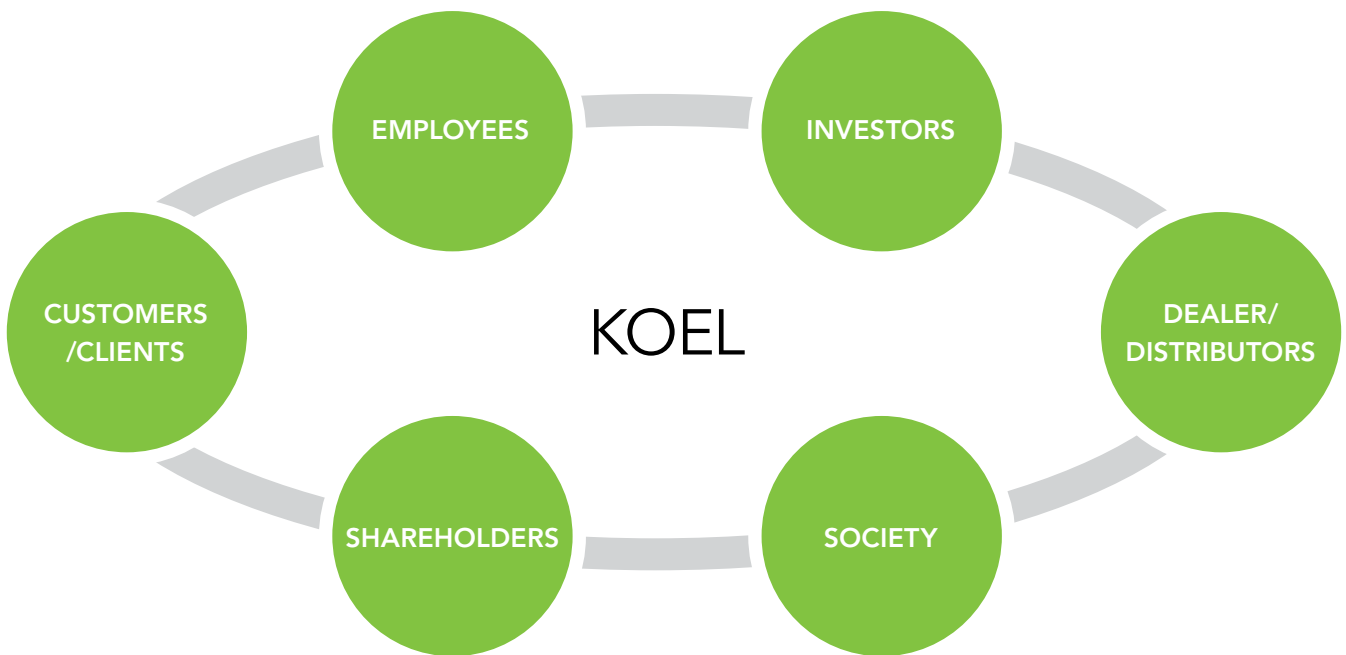 EMPLOYEES
INVESTORS
CUSTOMERS
/CLIENTS
KOEL
DEALER/
DISTRIBUTORS
SHAREHOLDERS
SOCIETY